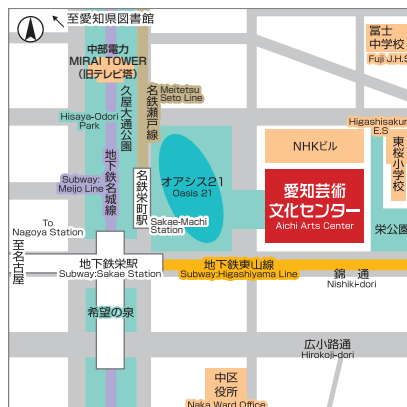 至愛知県図書館
冨士
中学校
Fuji J.H.S
中部電力
MIRAI TOWER
（旧テレビ塔）
久屋大通公園
名鉄瀬戸線
Meitetsu
Seto Line
Hisaya-Odori
Park
Higashisakura
E.S
東桜小学校
NHKビル
地下鉄名城線
Subway:
Meijo Line
名鉄栄町駅
オアシス21
Oasis 21
愛知芸術
文化センター
Aichi Arts Center
Sakae-Machi
Station
栄公園
To
Nagoya Station
至名古屋
地下鉄栄駅
Subway:Sakae Station
地下鉄東山線
Subway:Higashiyama Line
錦 通
Nishiki-dori
希望の泉
広小路通
Hirokoji-dori
中区
役所
Naka Ward Office